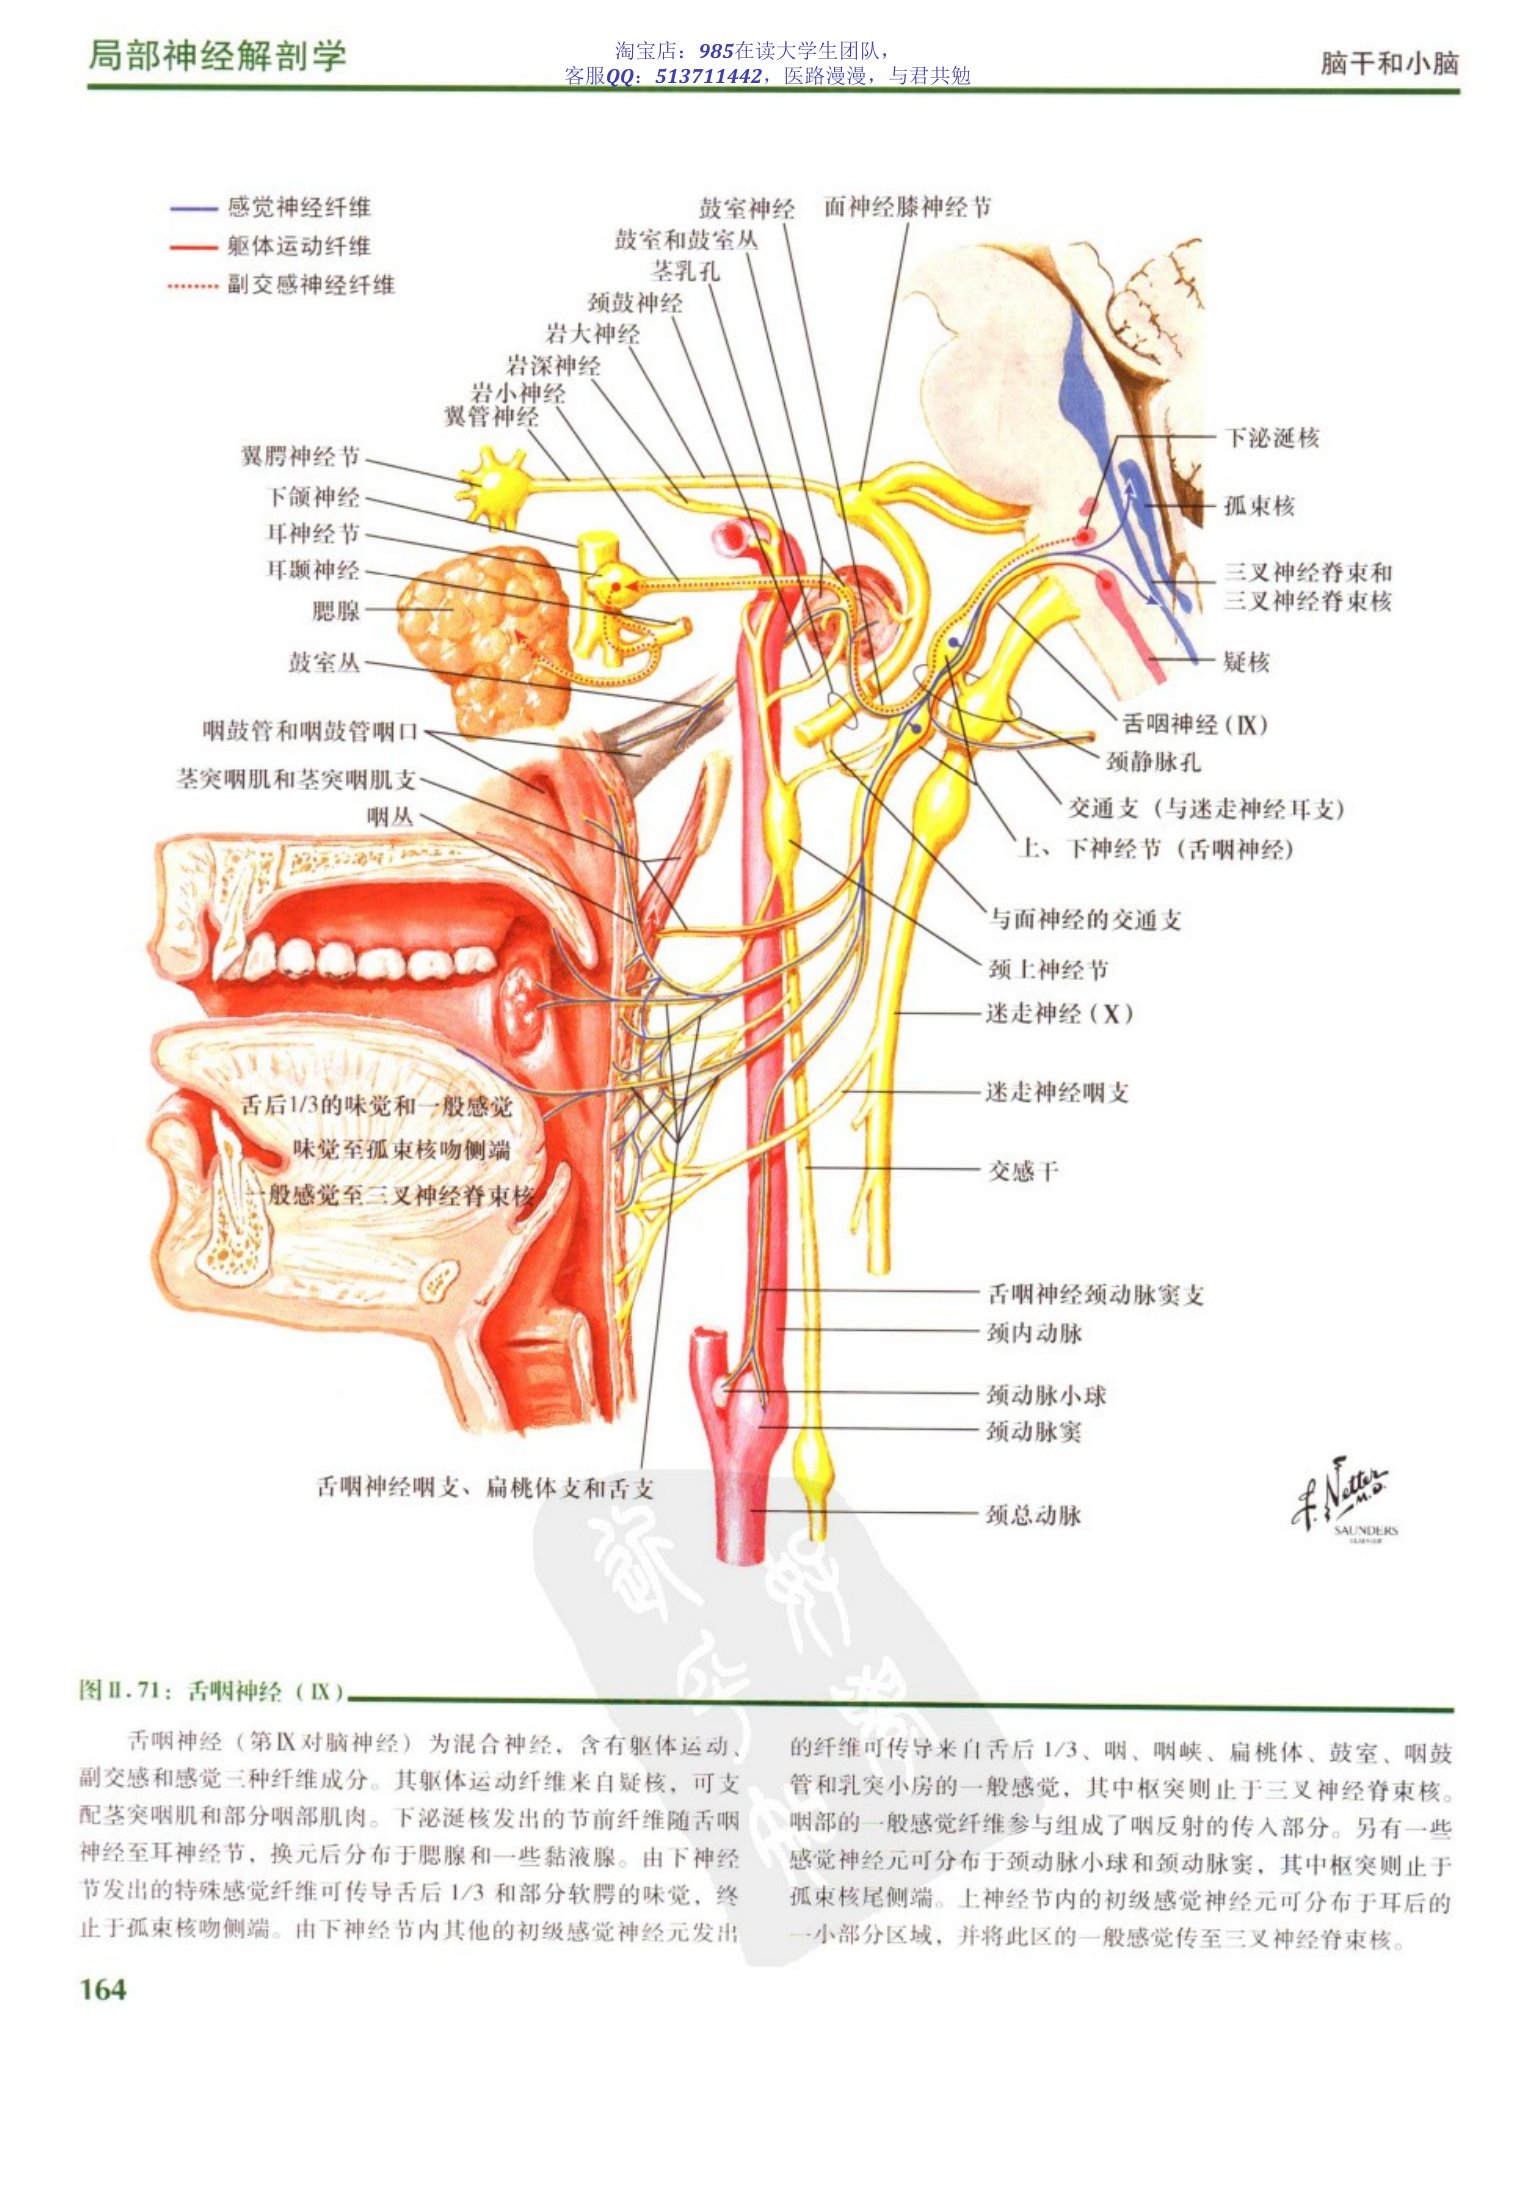 局部神经解剖学
淘宝店：985在读大学生团队，
客服QQ：513711442，医路漫漫，与君共勉
脑干和小脑
感觉神经纤维
躯体运动纤维
副交感神经纤维
鼓室神经
面神经膝神经节
鼓室和鼓室丛
茎乳孔
颈鼓神经
岩大神经
岩深神经
岩小神经
翼管神经
翼腭神经节
下颌神经
耳神经节
耳颞神经
腮腺
鼓室丛
咽鼓管和咽鼓管咽口
茎突咽肌和茎突咽肌支
咽丛
下泌涎核
孤束核
三叉神经脊束和
三叉神经脊束核
疑核
舌咽神经(Ⅸ)
颈静脉孔
交通支（与迷走神经耳支）
上、下神经节（舌咽神经）
与面神经的交通支
颈上神经节
迷走神经(X)
迷走神经咽支
交感干
舌咽神经颈动脉窦支
颈内动脉
颈动脉小球
颈动脉窦
颈总动脉
舌后1/3的味觉和一般感觉
味觉至孤束核吻侧端
一般感觉至三叉神经脊束核
舌咽神经咽支、扁桃体支和舌支
F. Netter
M.D.
SAUNDERS
图Ⅱ.71：舌咽神经（Ⅸ）
舌咽神经（第Ⅸ对脑神经）为混合神经，含有躯体运动、
副交感和感觉三种纤维成分。其躯体运动纤维来自疑核，可支
配茎突咽肌和部分咽部肌肉。下泌涎核发出的节前纤维随舌咽
神经至耳神经节，换元后分布于腮腺和一些黏液腺。由下神经
节发出的特殊感觉纤维可传导舌后 1/3 和部分软腭的味觉，终
止于孤束核吻侧端。由下神经节内其他的初级感觉神经元发出
的纤维可传导来自舌后 1/3、咽、咽峡、扁桃体、鼓室、咽鼓
管和乳突小房的一般感觉，其中枢突则止于三叉神经脊束核。
咽部的一般感觉纤维参与组成了咽反射的传入部分。另有一些
感觉神经元可分布于颈动脉小球和颈动脉窦，其中枢突则止于
孤束核尾侧端。上神经节内的初级感觉神经元可分布于耳后的
一小部分区域，并将此区的一般感觉传至三叉神经脊束核。
164